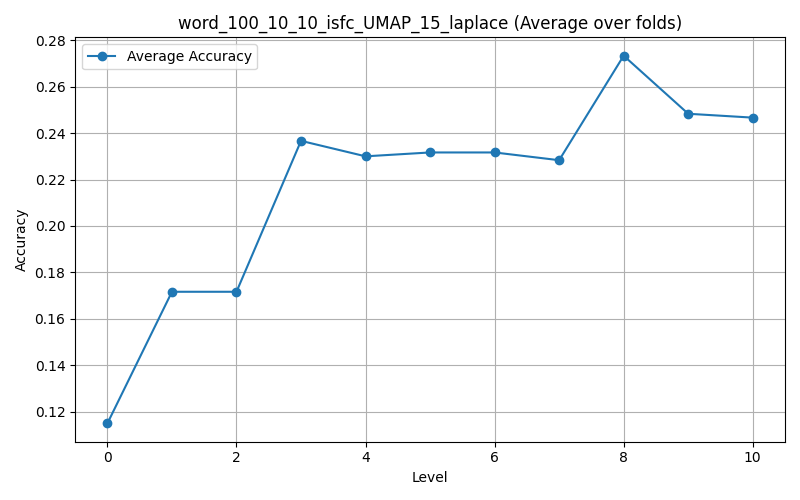 word_100_10_10_isfc_UMAP_15_laplace (Average over folds)
Average Accuracy
0.28
0.26
0.24
0.22
0.20
0.18
0.16
0.14
0.12
Accuracy
0 2 4 6 8 10
Level